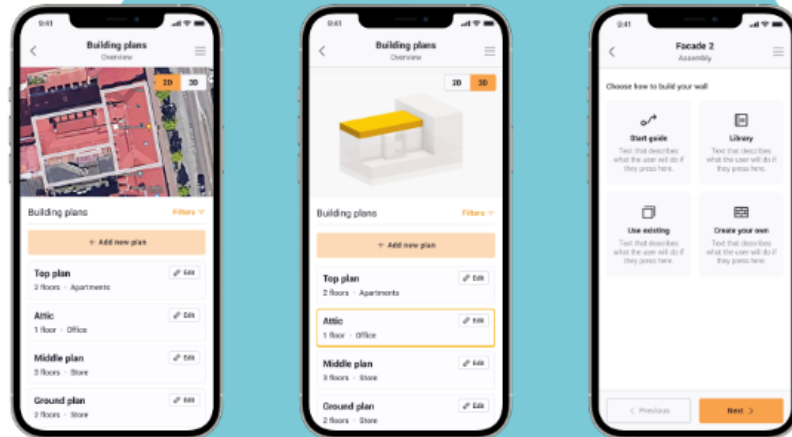 9:41
Building plans
Overview
2D 3D
Building plans
Filters
+ Add new plan
Top plan
Edit
2 floors - Apartments
Attic
Edit
1 floor - Office
Middle plan
Edit
3 floors - Store
Ground plan
Edit
2 floors - Store
9:41
Building plans
Overview
2D 3D
Building plans
Filters
+ Add new plan
Top plan
Edit
2 floors - Apartments
Attic
Edit
1 floor - Office
Middle plan
Edit
3 floors - Store
Ground plan
Edit
2 floors - Store
9:41
Facade 2
Assembly
Choose how to build your wall
Start guide
Text that describes
what the user will do if
they press here.
Library
Text that describes
what the user will do if
they press here.
Use existing
Text that describes
what the user will do if
they press here.
Create your own
Text that describes
what the user will do if
they press here.
< Previous
Next >